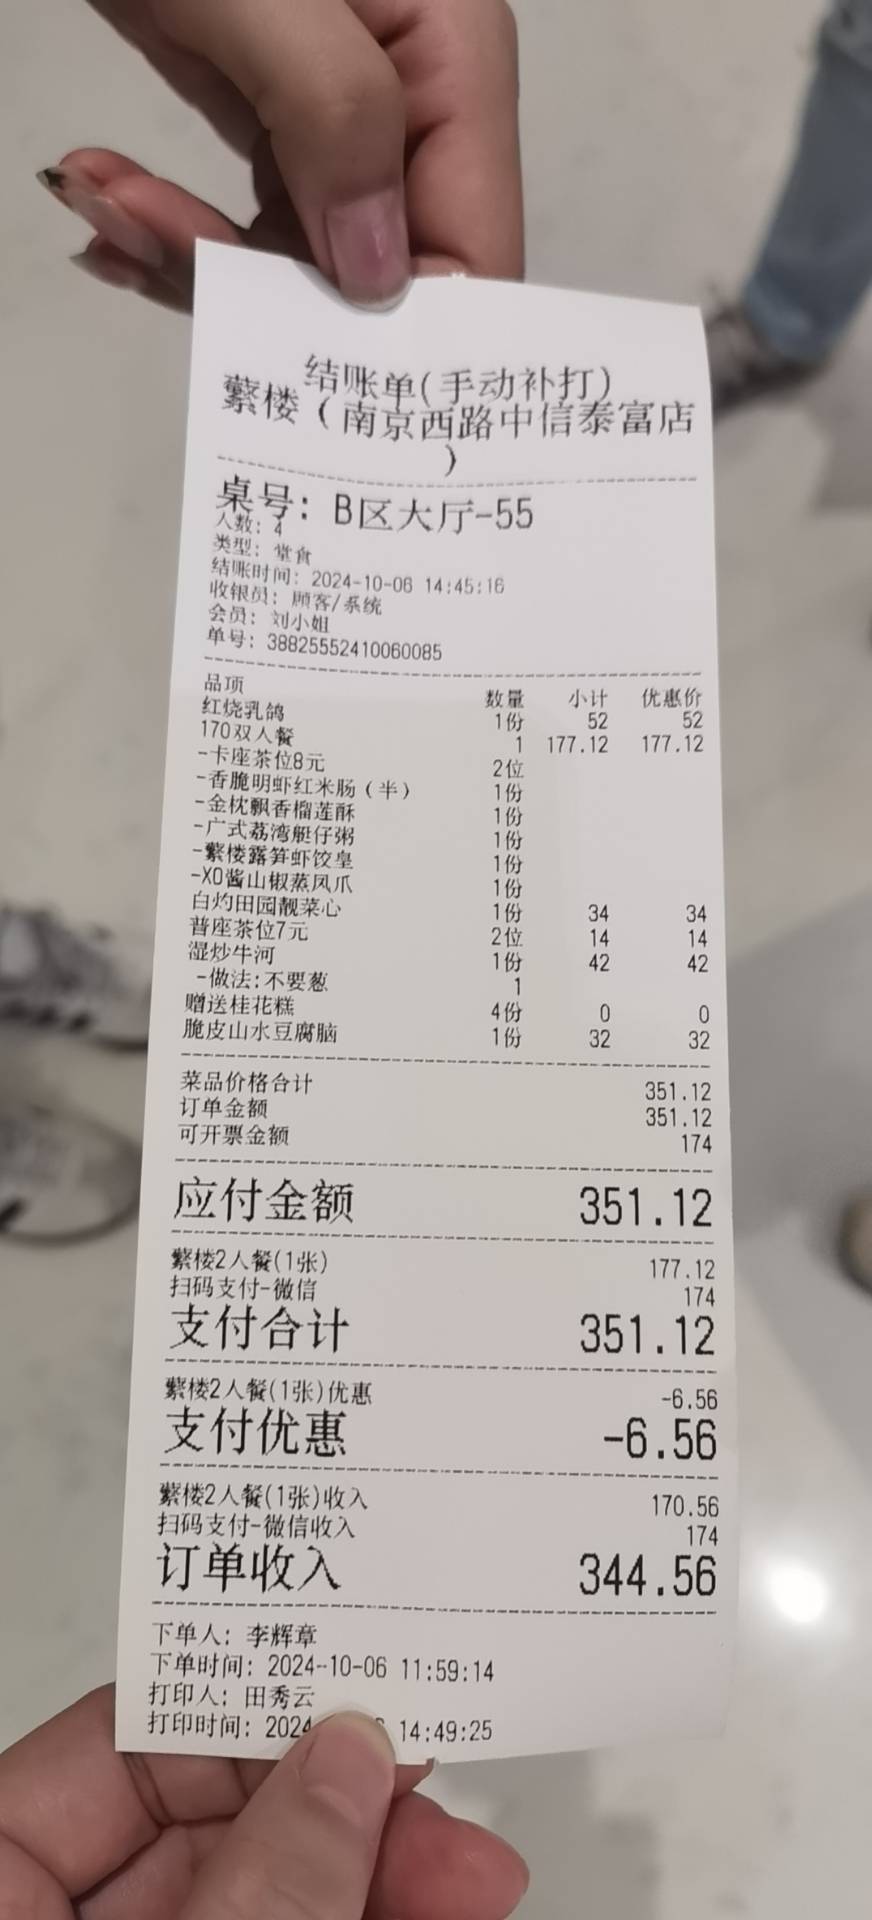 结账单(手动补打)
蘩楼（南京西路中信泰富店
）
桌号: B区大厅-55
人数: 4
类型: 堂食
结账时间: 2024-10-06 14:45:16
收银员: 顾客/系统
会员: 刘小姐
单号: 38825552410060085
品项 数量 小计 优惠价
红烧乳鸽 1份 52 52
170双人餐 1 177.12 177.12
-卡座茶位8元 2位
-香脆明虾红米肠（半） 1份
-金枕飘香榴莲酥 1份
-广式荔湾艇仔粥 1份
-蘩楼露笋虾饺皇 1份
-XO酱山椒蒸凤爪 1份
白灼田园靓菜心 1份 34 34
普座茶位7元 2位 14 14
湿炒牛河 1份 42 42
-做法:不要葱 1
赠送桂花糕 4份 0 0
脆皮山水豆腐脑 1份 32 32
菜品价格合计 351.12
订单金额 351.12
可开票金额 174
应付金额 351.12
蘩楼2人餐(1张) 177.12
扫码支付-微信 174
支付合计 351.12
蘩楼2人餐(1张)优惠 -6.56
支付优惠 -6.56
蘩楼2人餐(1张)收入 170.56
扫码支付-微信收入 174
订单收入 344.56
下单人: 李辉章
下单时间: 2024-10-06 11:59:14
打印人: 田秀云
打印时间: 2024 14:49:25